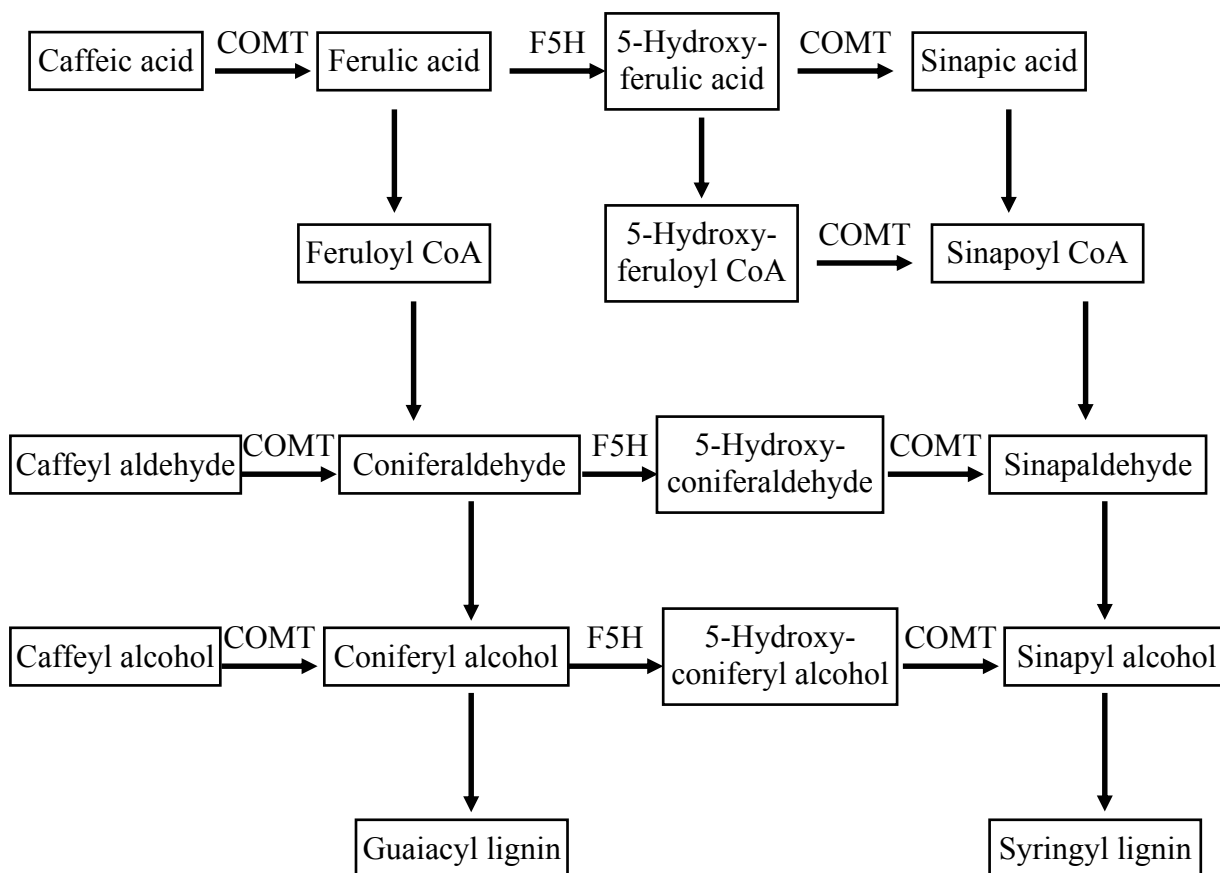 COMT
F5H
5-Hydroxy-
ferulic acid
COMT
Caffeic acid
Ferulic acid
Sinapic acid
Feruloyl CoA
5-Hydroxy-
feruloyl CoA
COMT
Sinapoyl CoA
Caffeyl aldehyde
COMT
Coniferaldehyde
F5H
5-Hydroxy-
coniferaldehyde
COMT
Sinapaldehyde
Caffeyl alcohol
COMT
Coniferyl alcohol
F5H
5-Hydroxy-
coniferyl alcohol
COMT
Sinapyl alcohol
Guaiacyl lignin
Syringyl lignin